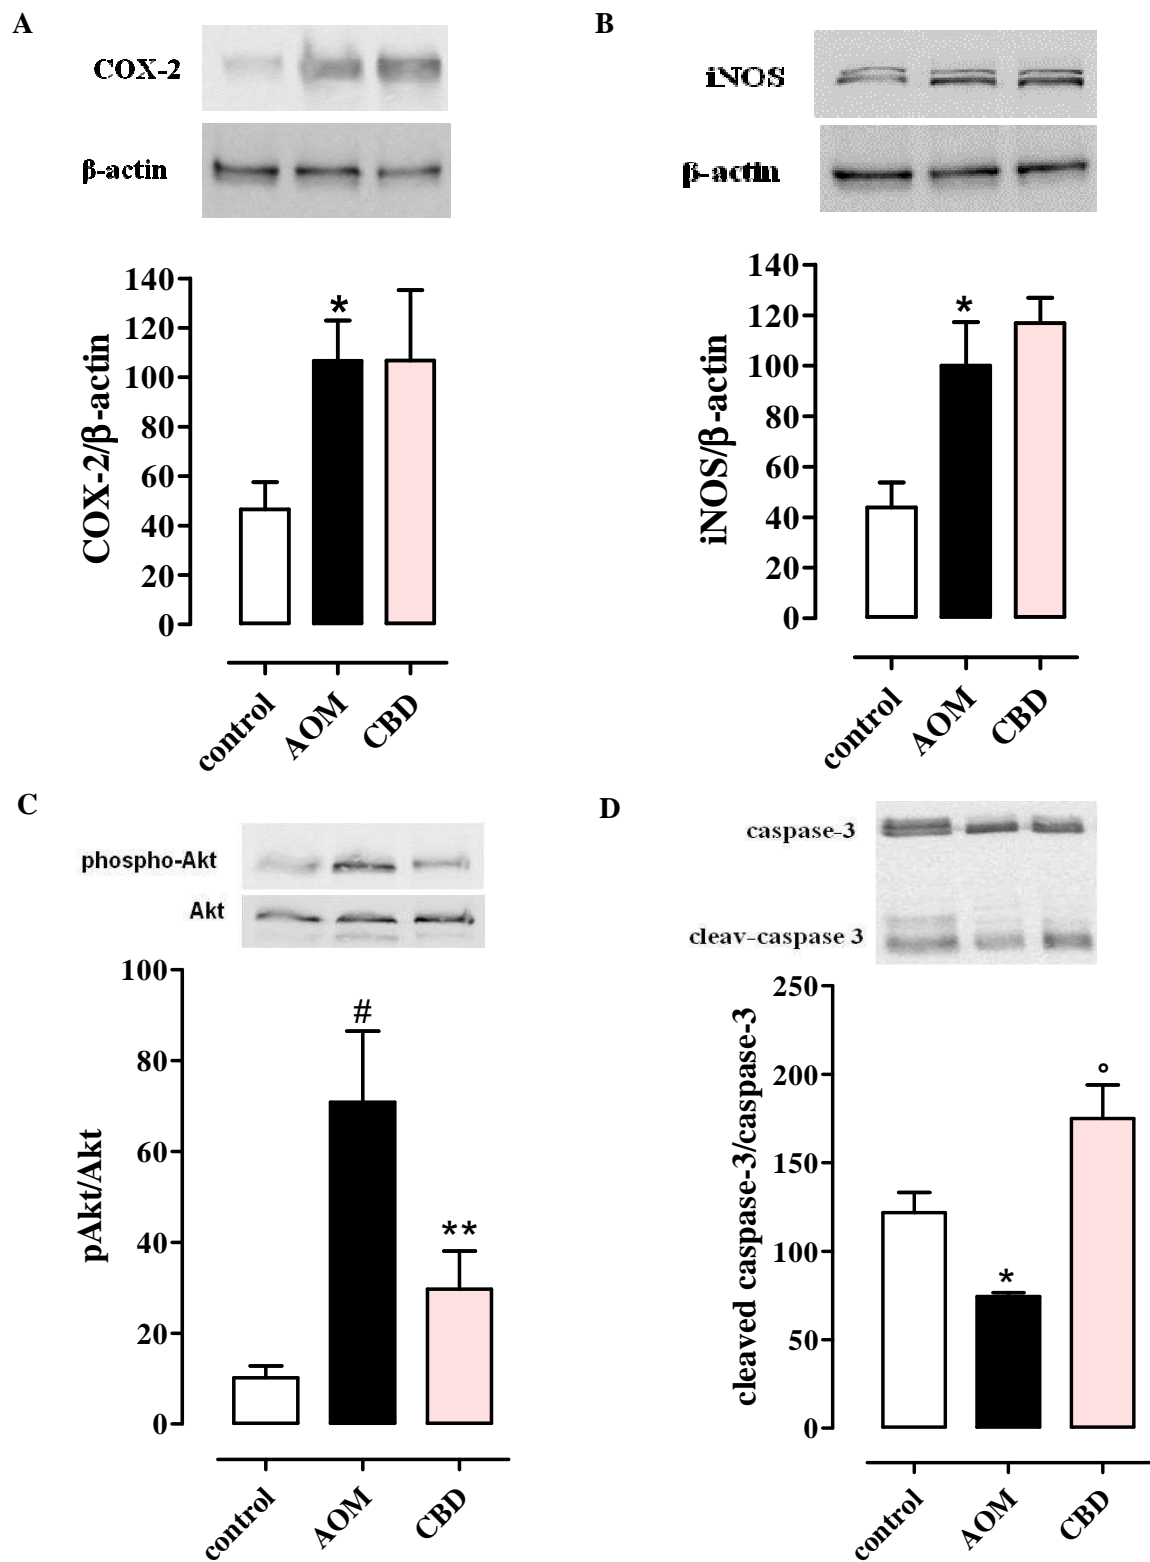 A
COX-2
β-actin
COX-2/β-actin
140
120
100
80
60
40
20
0
*
control
AOM
CBD
B
iNOS
β-actin
iNOS/β-actin
140
120
100
80
60
40
20
0
*
control
AOM
CBD
C
phospho-Akt
Akt
pAkt/Akt
100
80
60
40
20
0
#
**
control
AOM
CBD
D
caspase-3
cleav-caspase 3
cleaved caspase-3/caspase-3
250
200
150
100
50
0
*
°
control
AOM
CBD